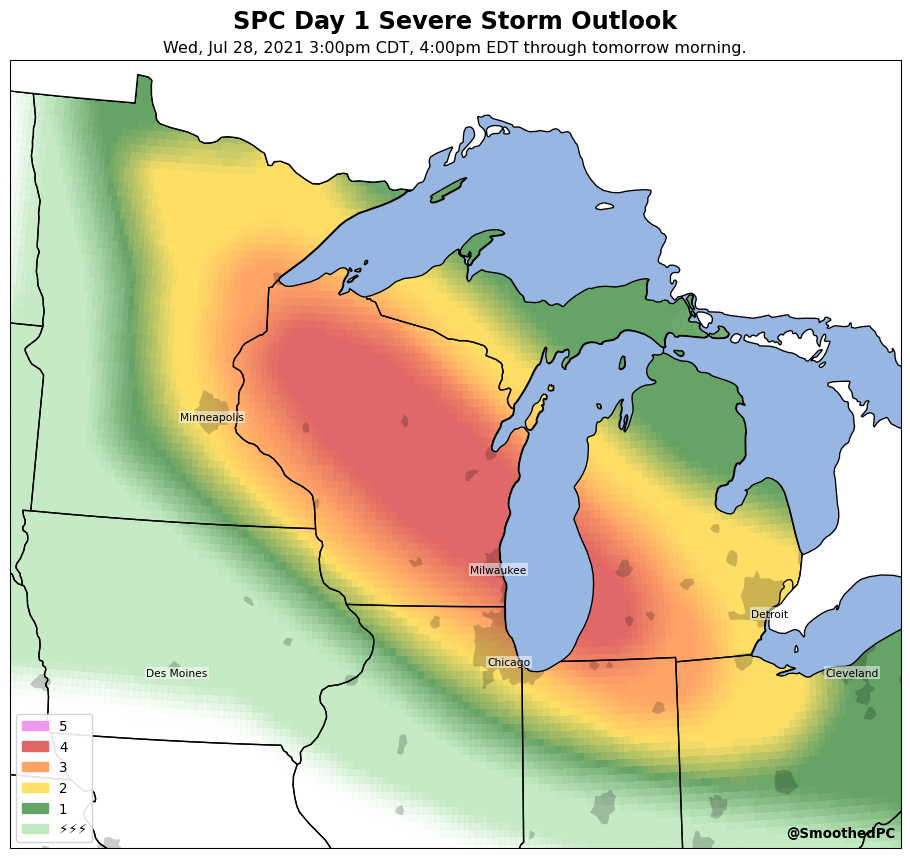 SPC Day 1 Severe Storm Outlook
Wed, Jul 28, 2021 3:00pm CDT, 4:00pm EDT through tomorrow morning.
Minneapolis
Milwaukee
Detroit
Chicago
Des Moines
Cleveland
5
4
3
2
1
⚡⚡⚡
@SmoothedPC